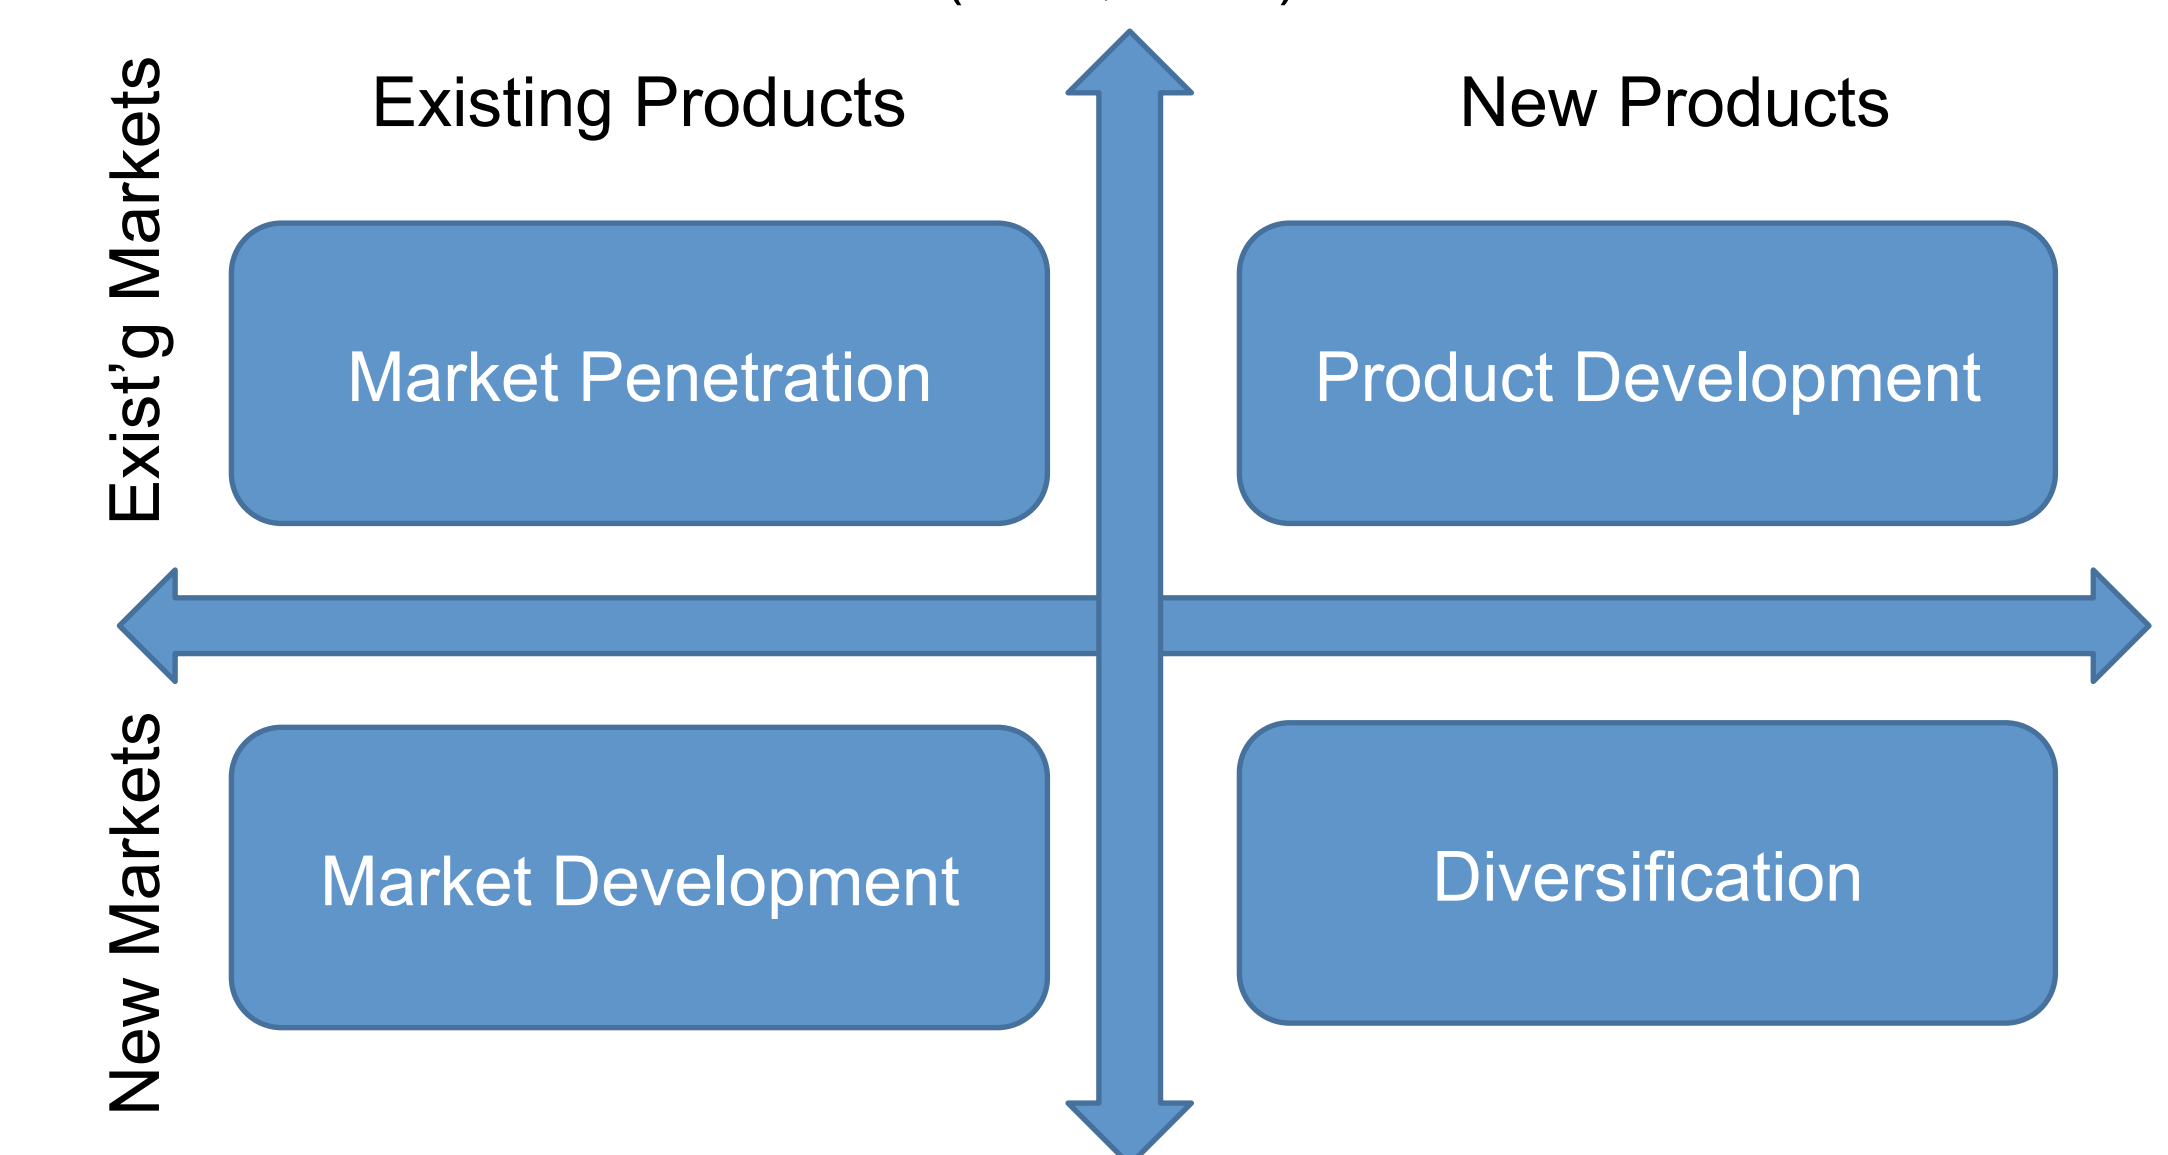 Existing Products
New Products
Exist’g Markets
Market Penetration
Product Development
New Markets
Market Development
Diversification